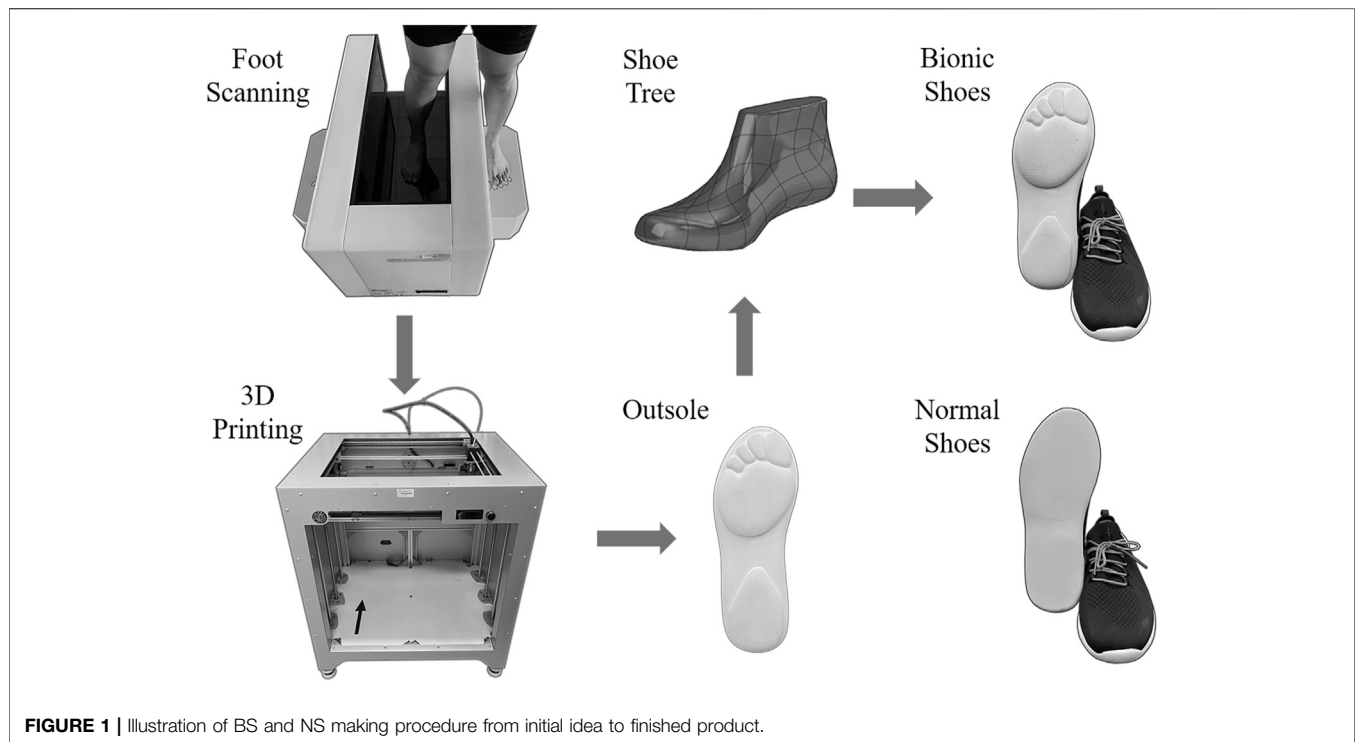 Foot
Scanning
Shoe
Tree
Bionic
Shoes
3D
Printing
Outsole
Normal
Shoes
FIGURE 1 | Illustration of BS and NS making procedure from initial idea to finished product.